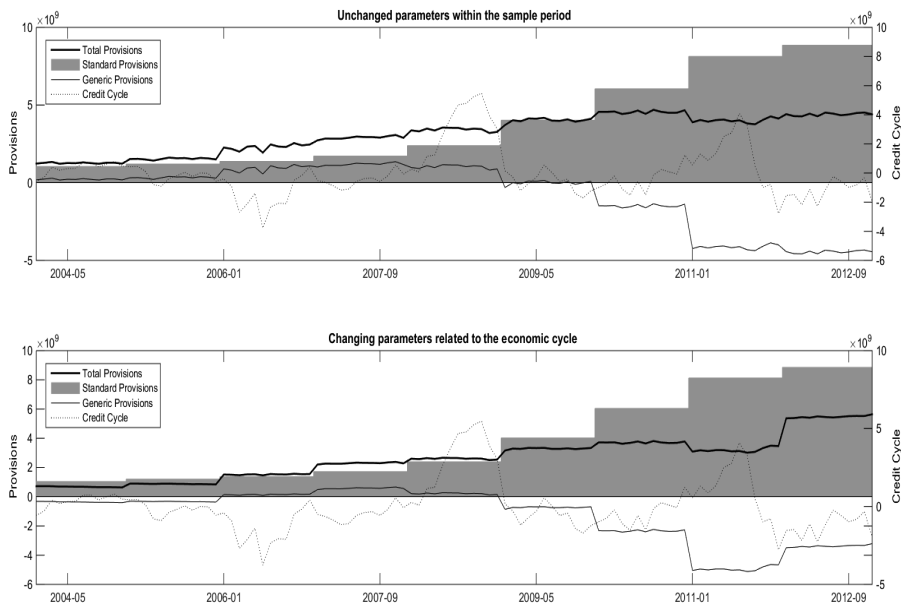 Unchanged parameters within the sample period
×10⁹
×10⁹
10
5
0
-5
Provisions
Total Provisions
Standard Provisions
Generic Provisions
Credit Cycle
10
8
6
4
2
0
-2
-4
-6
Credit Cycle
2004-05 2006-01 2007-09 2009-05 2011-01 2012-09
Changing parameters related to the economic cycle
×10⁹
×10⁹
10
8
6
4
2
0
-2
-4
-6
Provisions
Total Provisions
Standard Provisions
Generic Provisions
Credit Cycle
10
5
0
-5
Credit Cycle
2004-05 2006-01 2007-09 2009-05 2011-01 2012-09